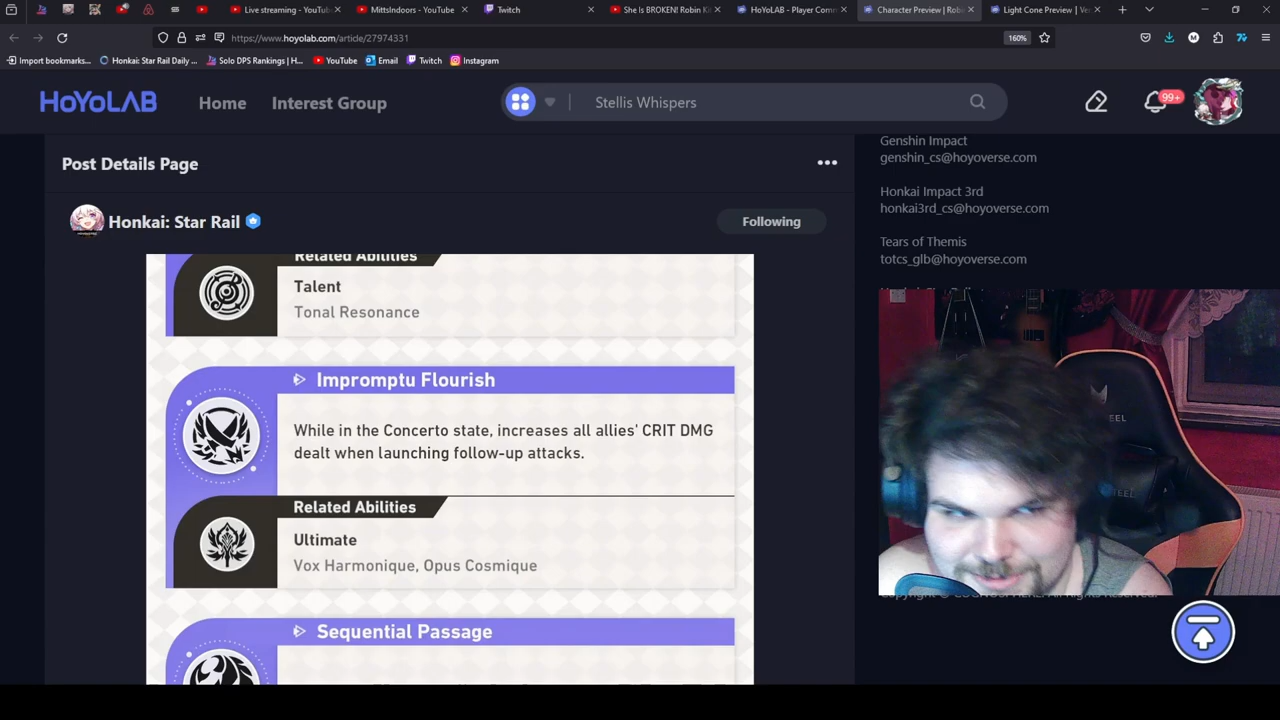 Live streaming - YouTub
MittsIndoors - YouTube
Twitch
She Is BROKEN! Robin Ki
HoYoLAB - Player Comm
Character Preview | Rob
Light Cone Preview | Ve
https://www.hoyolab.com/article/27974331
160%
Import bookmarks...
Honkai: Star Rail Daily ...
Solo DPS Rankings | H...
YouTube
Email
Twitch
Instagram
HoYoLAB
Home
Interest Group
Stellis Whispers
99+
Post Details Page
Honkai: Star Rail
Following
Genshin Impact
genshin_cs@hoyoverse.com
Honkai Impact 3rd
honkai3rd_cs@hoyoverse.com
Tears of Themis
totcs_glb@hoyoverse.com
Related Abilities
Talent
Tonal Resonance
Impromptu Flourish
While in the Concerto state, increases all allies' CRIT DMG
dealt when launching follow-up attacks.
Related Abilities
Ultimate
Vox Harmonique, Opus Cosmique
Sequential Passage